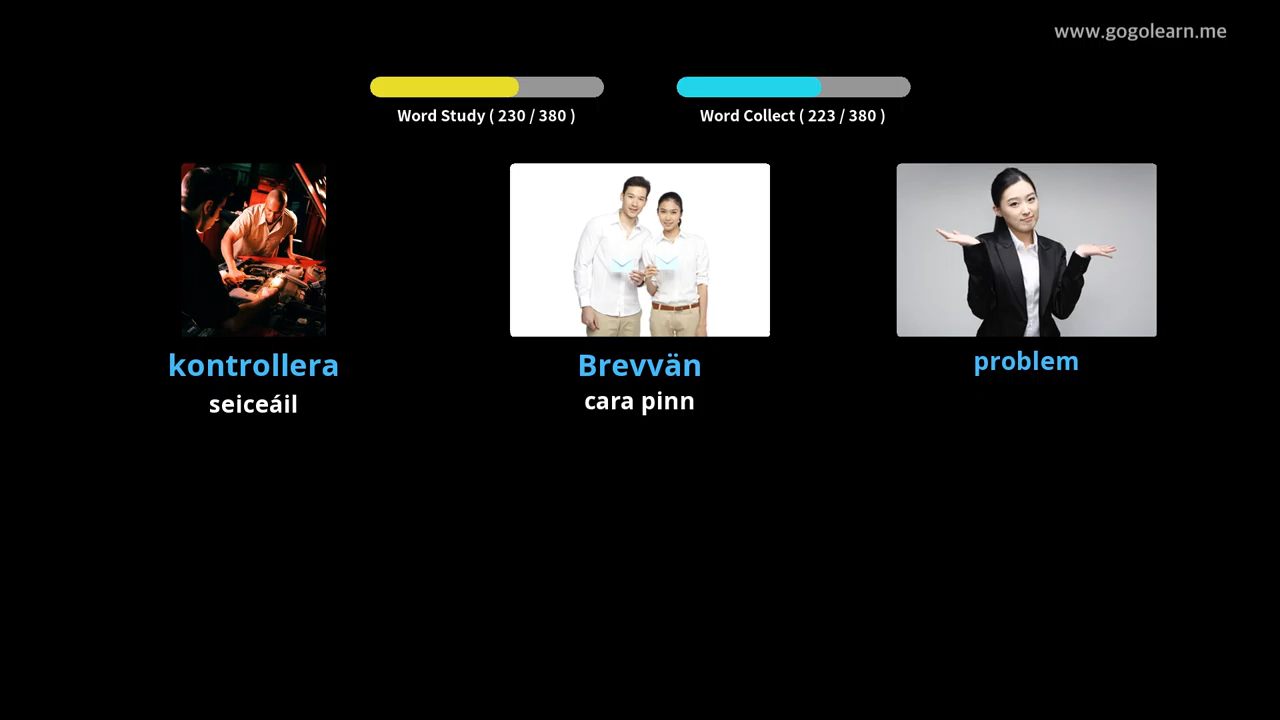 www.gogolearn.me
Word Study ( 230 / 380 )
Word Collect ( 223 / 380 )
kontrollera
seiceáil
Brevvän
cara pinn
problem